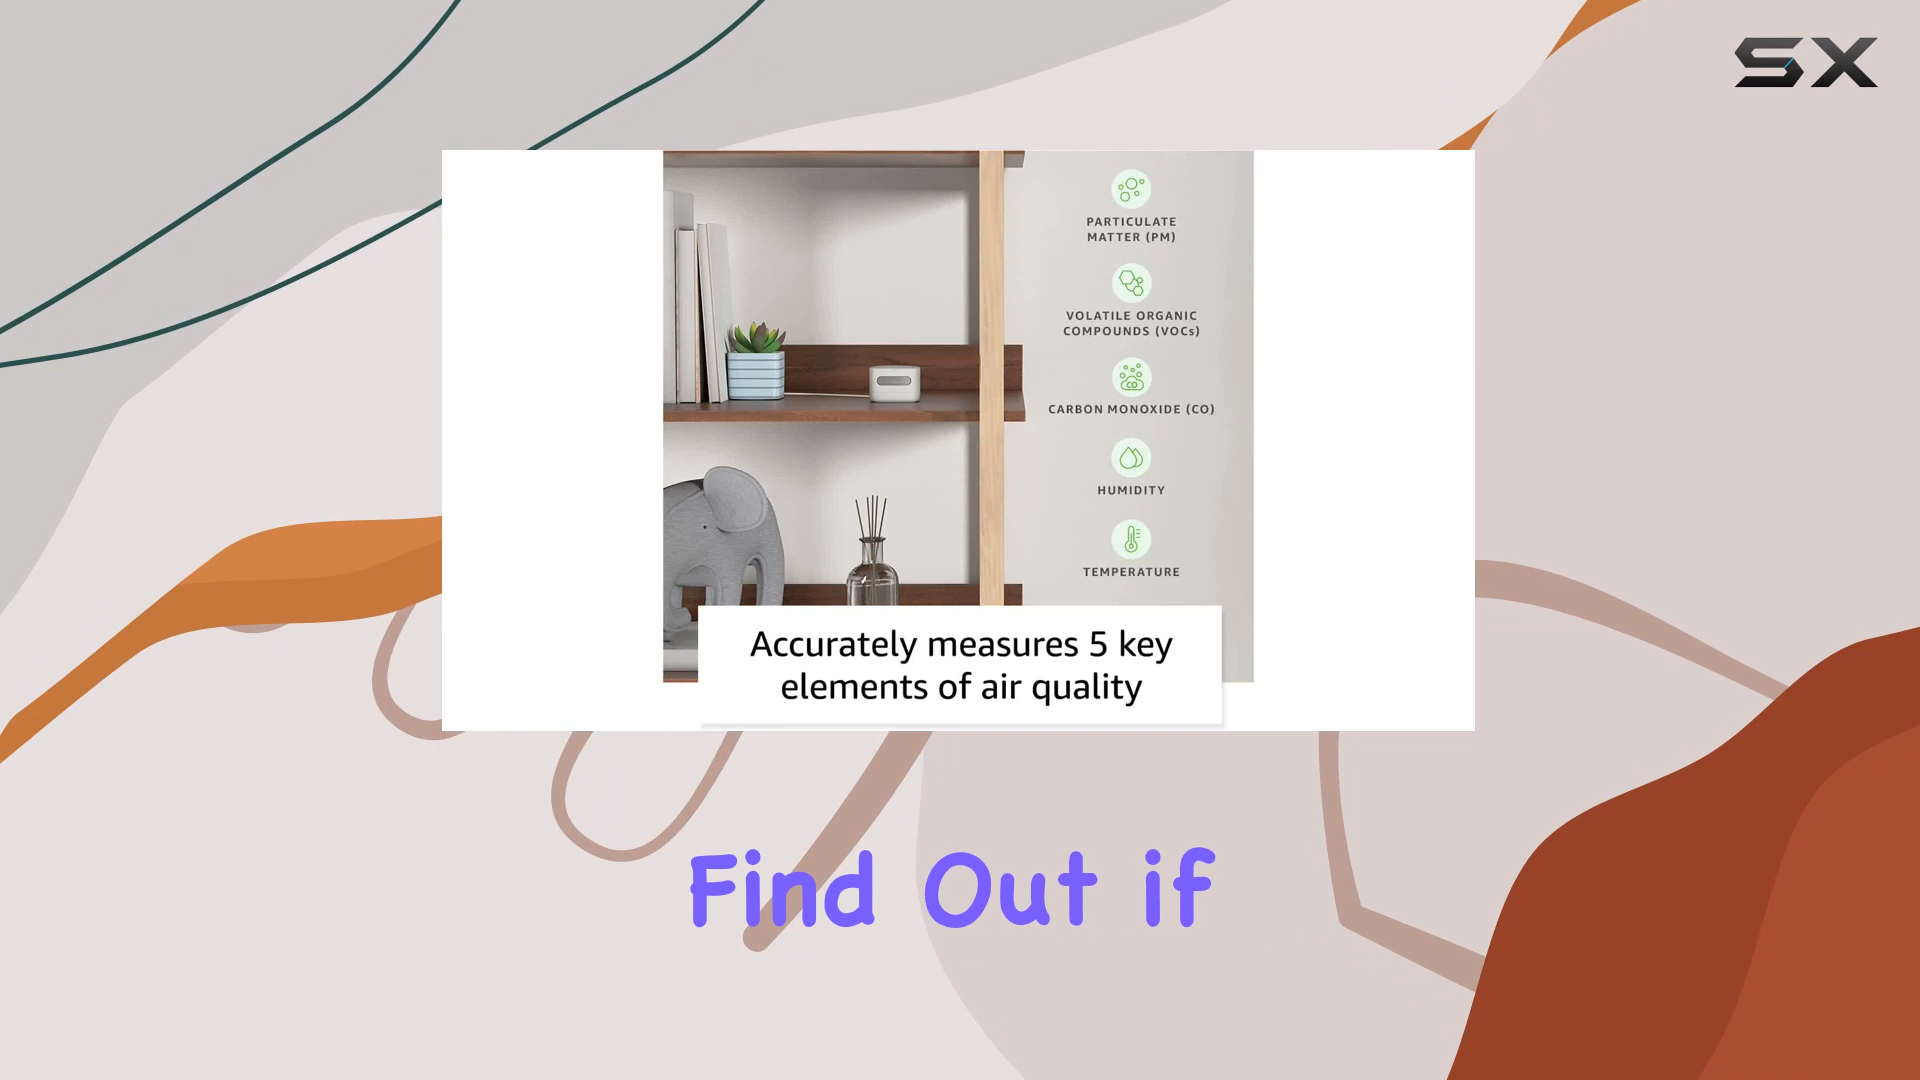 SX
PARTICULATE
MATTER (PM)
VOLATILE ORGANIC
COMPOUNDS (VOCs)
CO
CARBON MONOXIDE (CO)
HUMIDITY
TEMPERATURE
Accurately measures 5 key
elements of air quality
Find Out if